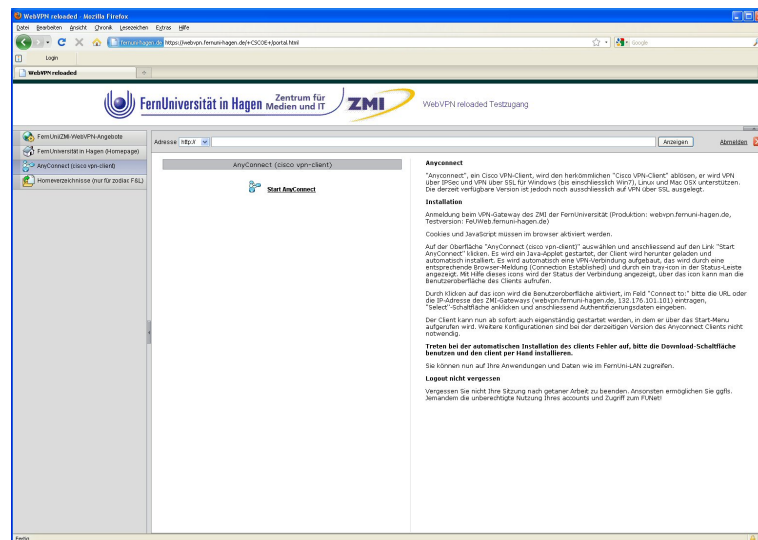 WebVPN reloaded - Mozilla Firefox
Datei Bearbeiten Ansicht Chronik Lesezeichen Extras Hilfe
fernuni-hagen.de https://webvpn.fernuni-hagen.de/+CSCOE+/portal.html
Google
Login
WebVPN reloaded
FernUniversität in Hagen
Zentrum für
Medien und IT
ZMI
WebVPN reloaded Testzugang
FernUni/ZMI-WebVPN-Angebote
FernUniversität in Hagen (Homepage)
AnyConnect (cisco vpn-client)
Homeverzeichnisse (nur für zodiac F&L)
Adresse http:// Anzeigen Abmelden
AnyConnect (cisco vpn-client)
Start AnyConnect
Anyconnect
"Anyconnect", ein Cisco VPN-Client, wird den herkömmlichen "Cisco VPN-Client" ablösen, er wird VPN
über IPSec und VPN über SSL für Windows (bis einschliesslich Win7), Linux und Mac OSX unterstützen.
Die derzeit verfügbare Version ist jedoch noch ausschliesslich auf VPN über SSL ausgelegt.
Installation
Anmeldung beim VPN-Gateway des ZMI der FernUniversität (Produktion: webvpn.fernuni-hagen.de,
Testversion: FeUWeb.fernuni-hagen.de)
Cookies und JavaScript müssen im browser aktiviert werden.
Auf der Oberfläche "AnyConnect (cisco vpn-client)" auswählen und anschliessend auf den Link "Start
AnyConnect" klicken. Es wird ein Java-Applet gestartet, der Client wird herunter geladen und
automatisch installiert. Es wird automatisch eine VPN-Verbindung aufgebaut, das wird durch eine
entsprechende Browser-Meldung (Connection Established) und durch ein tray-icon in der Status-Leiste
angezeigt. Mit Hilfe dieses icons wird der Status der Verbindung angezeigt, über das icon kann man die
Benutzeroberfläche des Clients aufrufen.
Durch Klicken auf das icon wird die Benutzeroberfläche aktiviert, im Feld "Connect to:" bitte die URL oder
die IP-Adresse des ZMI-Gateways (webvpn.fernuni-hagen.de, 132.176.101.101) eintragen,
"Select"-Schaltfläche anklicken und anschliessend Authentifizierungsdaten eingeben.
Der Client kann nun ab sofort auch eigenständig gestartet werden, in dem er über das Start-Menu
aufgerufen wird. Weitere Konfigurationen sind bei der derzeitigen Version des Anyconnect Clients nicht
notwendig.
Treten bei der automatischen Installation des clients Fehler auf, bitte die Download-Schaltfläche
benutzen und den client per Hand installieren.
Sie können nun auf Ihre Anwendungen und Daten wie im FernUni-LAN zugreifen.
Logout nicht vergessen
Vergessen Sie nicht Ihre Sitzung nach getaner Arbeit zu beenden. Ansonsten ermöglichen Sie ggfls.
Jemandem die unberechtigte Nutzung Ihres accounts und Zugriff zum FUNet!
Fertig